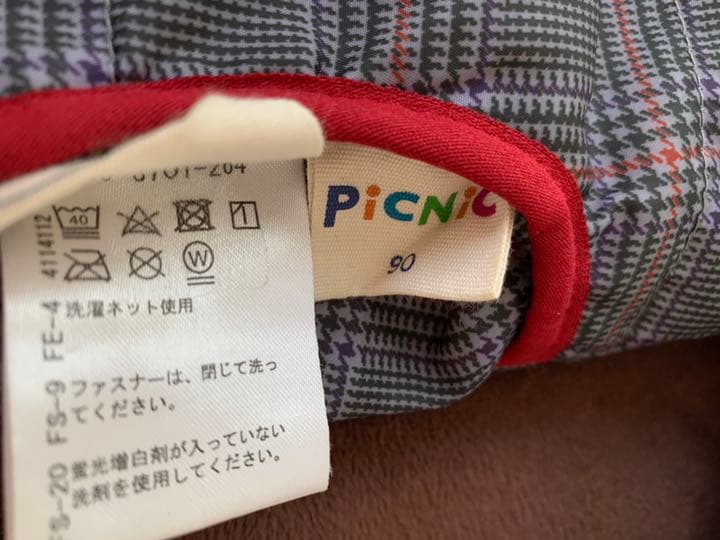 PiCNiC
90
40
洗濯ネット使用
ファスナーは、閉じて洗っ
てください。
蛍光増白剤が入っていない
洗剤を使用してください。
4114112
FE-4
FS-9
FS-20